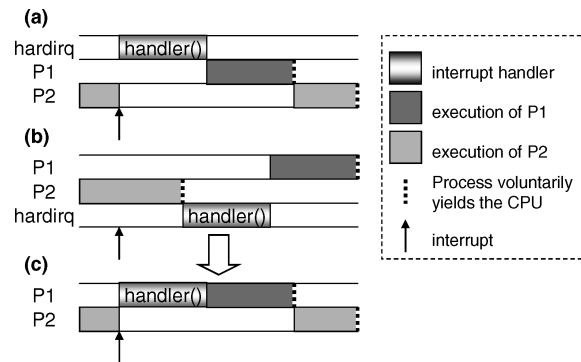 (a)
hardirq
handler()
P1
P2
(b)
P1
P2
hardirq
handler()
(c)
P1
handler()
P2
interrupt handler
execution of P1
execution of P2
Process voluntarily
yields the CPU
interrupt